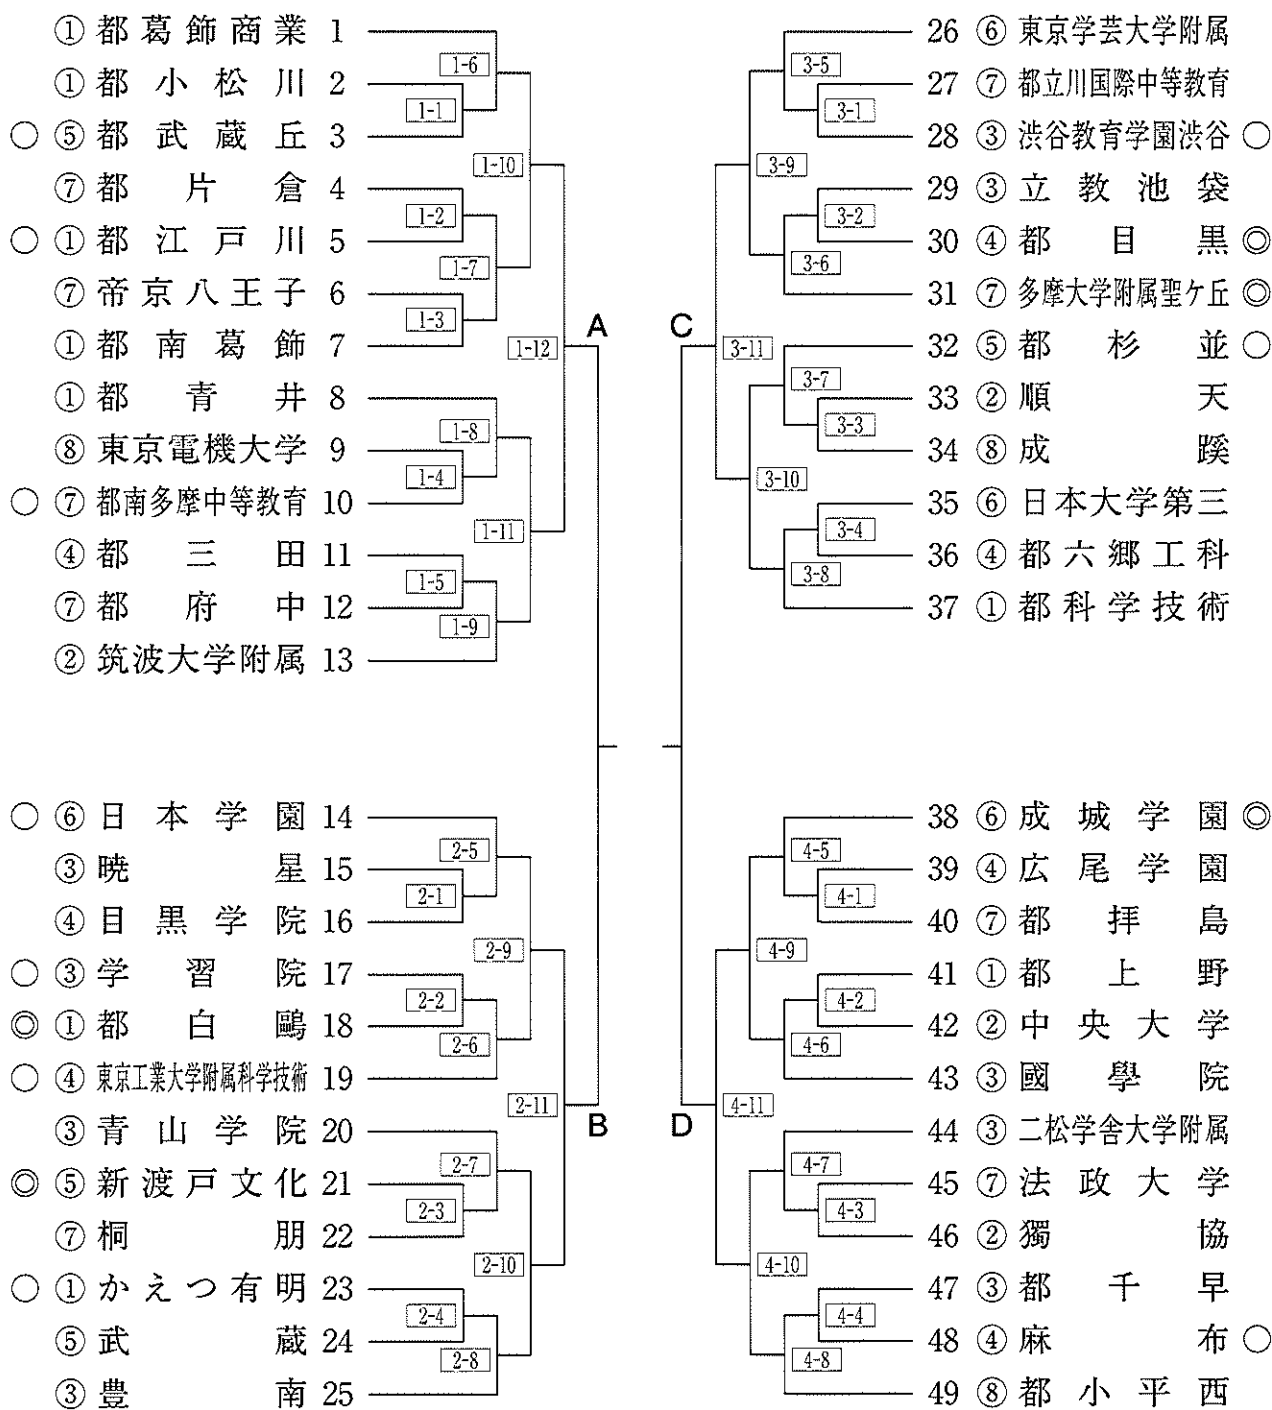 ① 都葛飾商業 1
1-6
① 都小松川 2
1-1
○ ⑤ 都武蔵丘 3
1-10
⑦ 都片倉 4
1-2
○ ① 都江戸川 5
1-7
⑦ 帝京八王子 6
1-3
① 都南葛飾 7
1-12
A
① 都青井 8
1-8
⑧ 東京電機大学 9
1-4
○ ⑦ 都南多摩中等教育 10
1-11
④ 都三田 11
1-5
⑦ 都府中 12
1-9
② 筑波大学附属 13
○ ⑥ 日本学園 14
2-5
③ 暁星 15
2-1
④ 目黒学院 16
2-9
○ ③ 学習院 17
2-2
◎ ① 都白鷗 18
2-6
○ ④ 東京工業大学附属科学技術 19
2-11
B
③ 青山学院 20
2-7
◎ ⑤ 新渡戸文化 21
2-3
⑦ 桐朋 22
2-10
○ ① かえつ有明 23
2-4
⑤ 武蔵 24
2-8
③ 豊南 25
26 ⑥ 東京学芸大学附属
3-5
27 ⑦ 都立川国際中等教育
3-1
28 ③ 渋谷教育学園渋谷 ○
3-9
29 ③ 立教池袋
3-2
30 ④ 都目黒 ◎
3-6
31 ⑦ 多摩大学附属聖ケ丘 ◎
C
3-11
32 ⑤ 都杉並 ○
3-7
33 ② 順天
3-3
34 ⑧ 成蹊
3-10
35 ⑥ 日本大学第三
3-4
36 ④ 都六郷工科
3-8
37 ① 都科学技術
38 ⑥ 成城学園 ◎
4-5
39 ④ 広尾学園
4-1
40 ⑦ 都拝島
4-9
41 ① 都上野
4-2
42 ② 中央大学
4-6
43 ③ 國學院
D
4-11
44 ③ 二松学舎大学附属
4-7
45 ⑦ 法政大学
4-3
46 ② 獨協
4-10
47 ③ 都千早
4-4
48 ④ 麻布 ○
4-8
49 ⑧ 都小平西